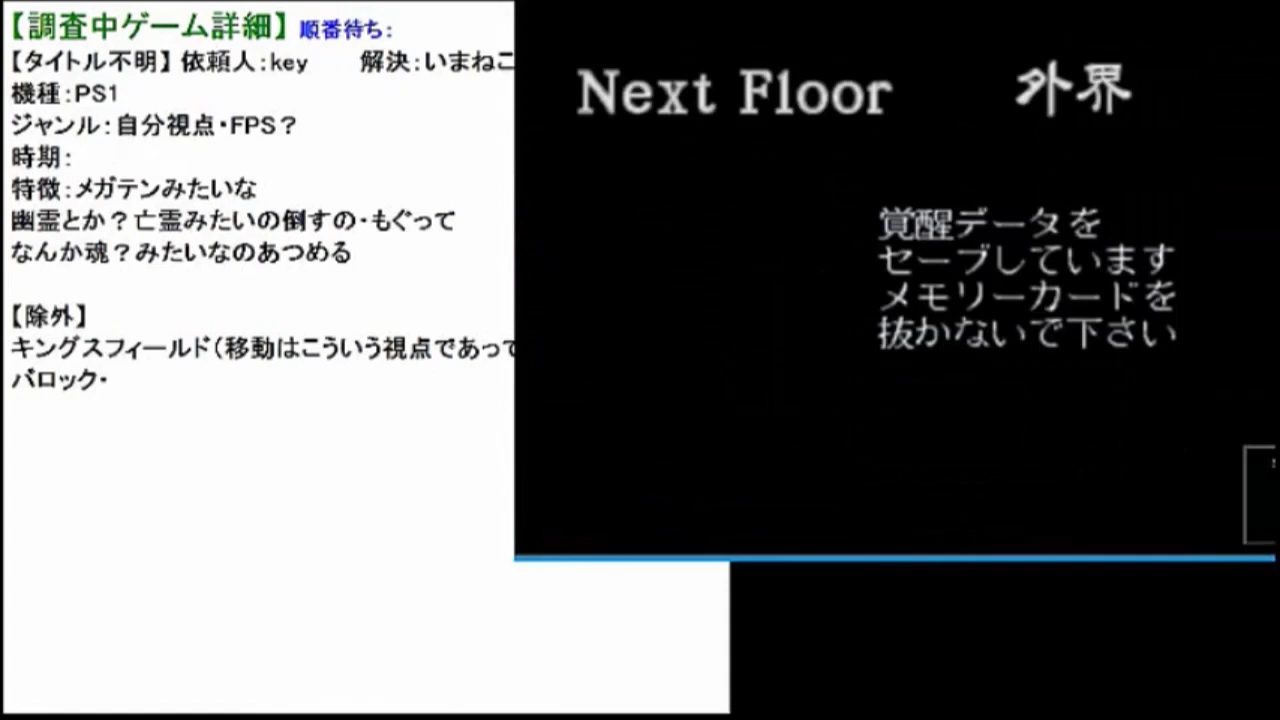 【調査中ゲーム詳細】 順番待ち:
【タイトル不明】 依頼人:key 解決:いまねこ
機種:PS1
ジャンル:自分視点・FPS?
時期:
特徴:メガテンみたいな
幽霊とか?亡霊みたいの倒すの・もぐって
なんか魂?みたいなのあつめる
【除外】
キングスフィールド(移動はこういう視点であって
バロック・
Next Floor 外界
覚醒データを
セーブしています
メモリーカードを
抜かないで下さい